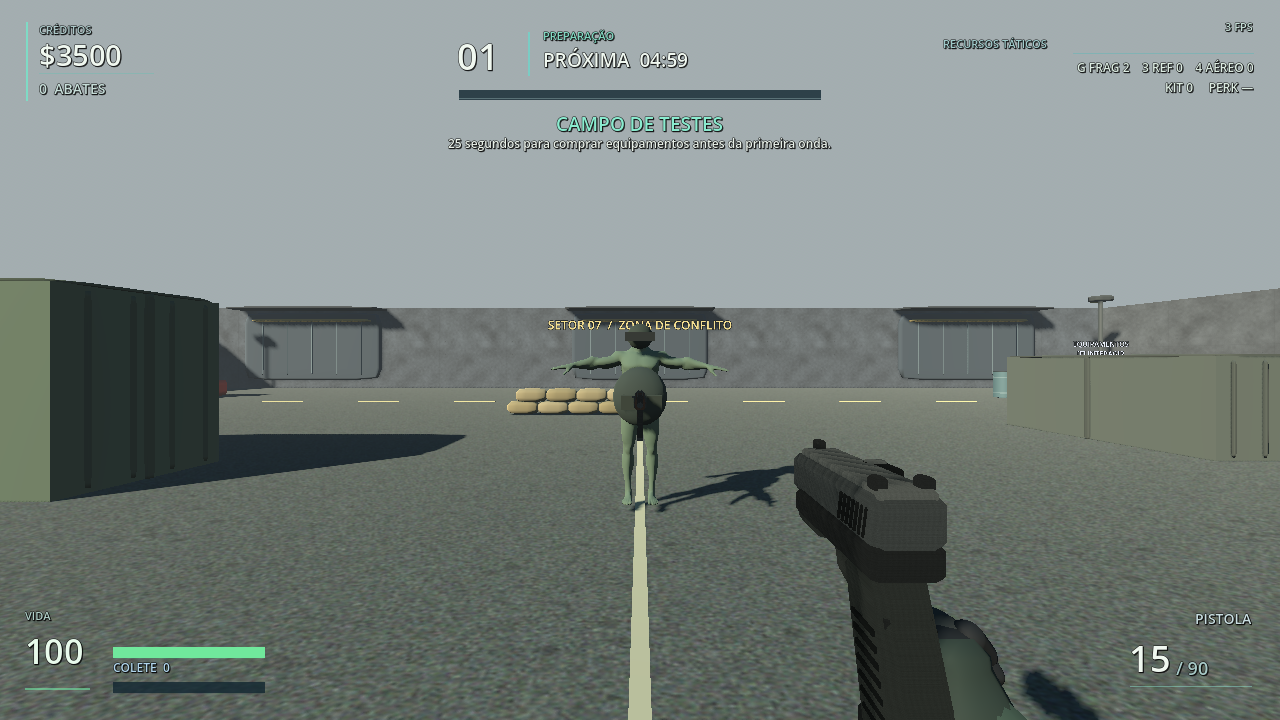 CRÉDITOS
$3500
0 ABATES
01
PREPARAÇÃO
PRÓXIMA 04:59
CAMPO DE TESTES
25 segundos para comprar equipamentos antes da primeira onda.
3 FPS
RECURSOS TÁTICOS
G FRAG 2 3 REF 0 4 AÉREO 0
KIT 0 PERK —
SETOR 07 / ZONA DE CONFLITO
EQUIPAMENTOS
VIDA
100
COLETE 0
PISTOLA
15 / 90